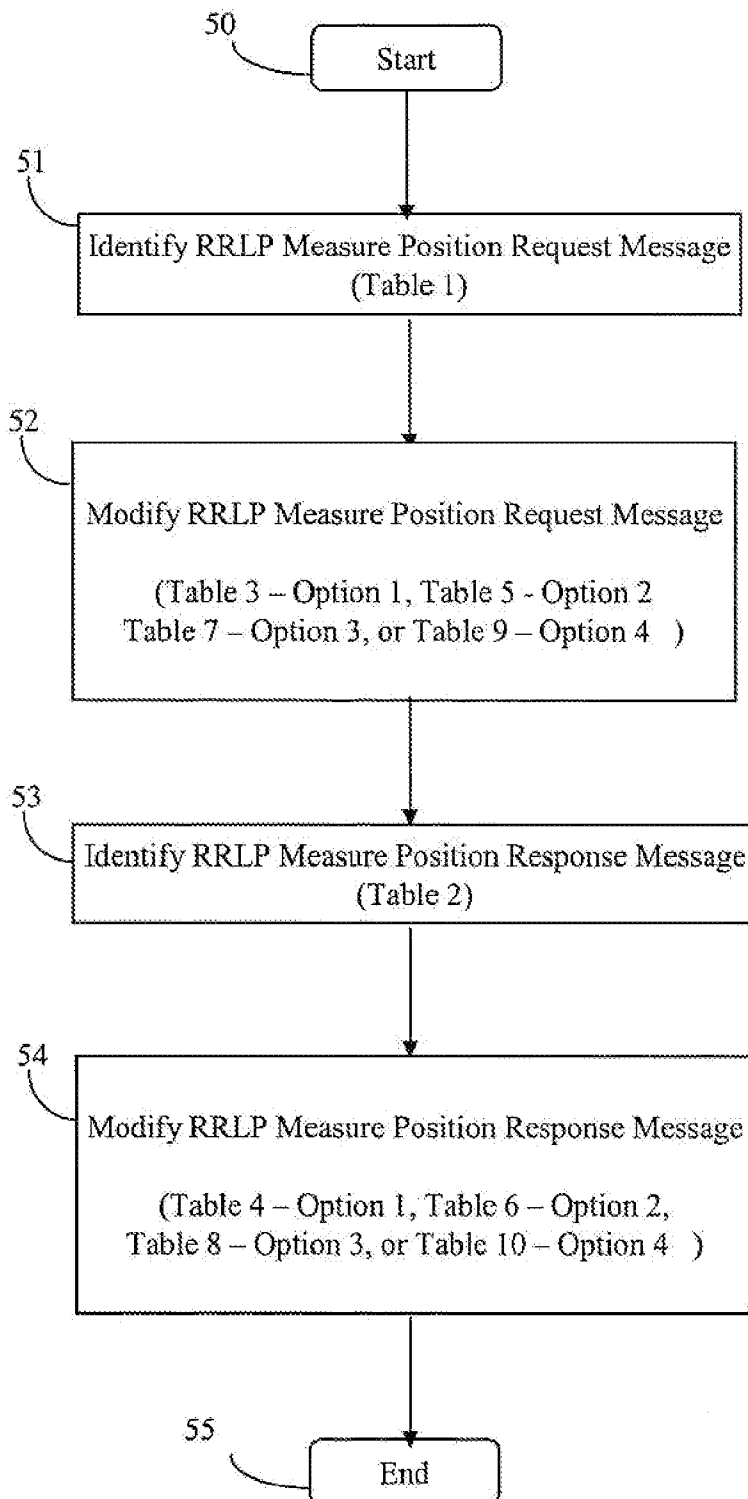 50
Start
51
Identify RRLP Measure Position Request Message
(Table 1)
52
Modify RRLP Measure Position Request Message
(Table 3 – Option 1, Table 5 - Option 2
Table 7 – Option 3, or Table 9 – Option 4 )
53
Identify RRLP Measure Position Response Message
(Table 2)
54
Modify RRLP Measure Position Response Message
(Table 4 – Option 1, Table 6 – Option 2,
Table 8 – Option 3, or Table 10 – Option 4 )
55
End